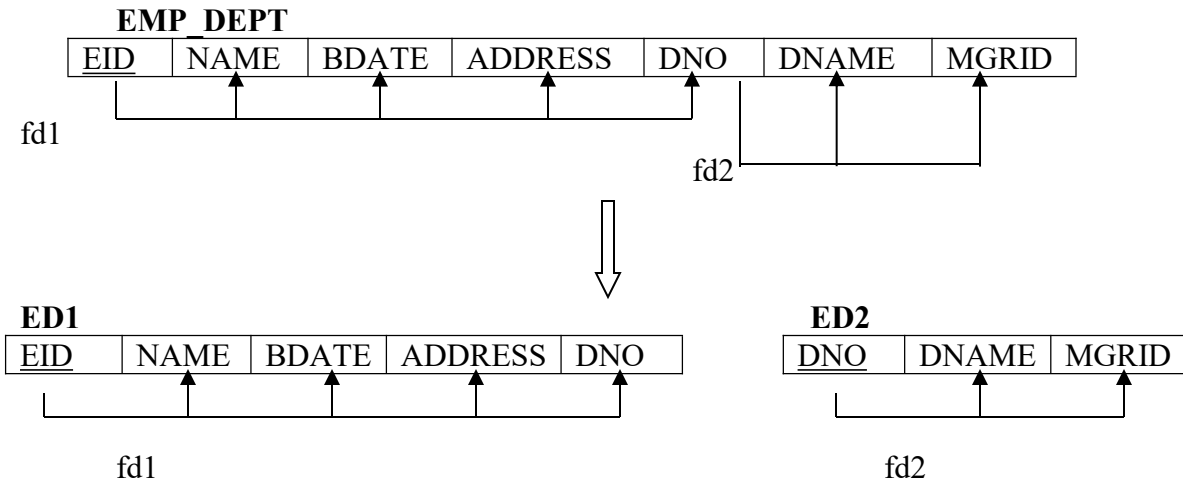 EMP_DEPT
EID NAME BDATE ADDRESS DNO DNAME MGRID
fd1
fd2
ED1
EID NAME BDATE ADDRESS DNO
fd1
ED2
DNO DNAME MGRID
fd2